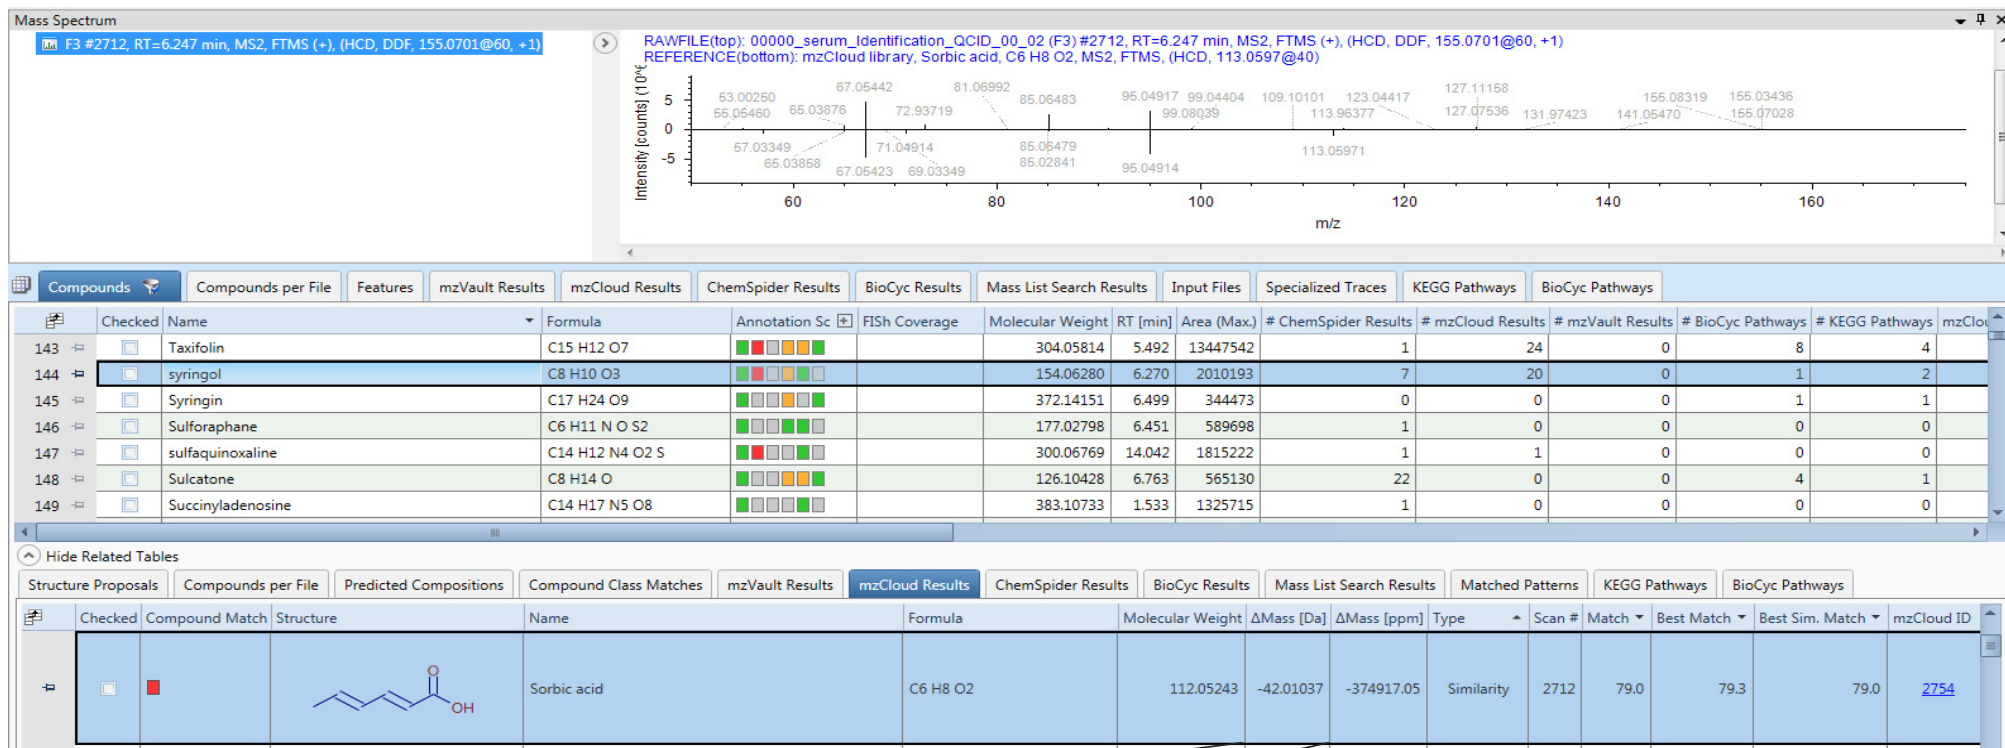 Mass Spectrum
F3 #2712, RT=6.247 min, MS2, FTMS (+), (HCD, DDF, 155.0701@60, +1)
RAWFILE(top): 00000_serum_Identification_QCID_00_02 (F3) #2712, RT=6.247 min, MS2, FTMS (+), (HCD, DDF, 155.0701@60, +1)
REFERENCE(bottom): mzCloud library, Sorbic acid, C6 H8 O2, MS2, FTMS, (HCD, 113.0597@40)
Intensity [counts] (10^6
5
0
-5
53.00250
55.05460
65.03876
67.05442
72.93719
81.06992
85.06483
95.04917
99.04404
99.08039
109.10101
113.96377
123.04417
127.11158
127.07536
131.97423
141.05470
155.08319
155.03436
155.07028
57.03349
65.03858
67.05423
71.04914
69.03349
85.06479
85.02841
95.04914
113.05971
60 80 100 120 140 160
m/z
Compounds Compounds per File Features mzVault Results mzCloud Results ChemSpider Results BioCyc Results Mass List Search Results Input Files Specialized Traces KEGG Pathways BioCyc Pathways
Checked Name Formula Annotation Sc FISh Coverage Molecular Weight RT [min] Area (Max.) # ChemSpider Results # mzCloud Results # mzVault Results # BioCyc Pathways # KEGG Pathways mzClou
143 Taxifolin C15 H12 O7 304.05814 5.492 13447542 1 24 0 8 4
144 syringol C8 H10 O3 154.06280 6.270 2010193 7 20 0 1 2
145 Syringin C17 H24 O9 372.14151 6.499 344473 0 0 0 1 1
146 Sulforaphane C6 H11 N O S2 177.02798 6.451 589698 1 0 0 0 0
147 sulfaquinoxaline C14 H12 N4 O2 S 300.06769 14.042 1815222 1 1 0 0 0
148 Sulcatone C8 H14 O 126.10428 6.763 565130 22 0 0 4 1
149 Succinyladenosine C14 H17 N5 O8 383.10733 1.533 1325715 1 0 0 0 0
Hide Related Tables
Structure Proposals Compounds per File Predicted Compositions Compound Class Matches mzVault Results mzCloud Results ChemSpider Results BioCyc Results Mass List Search Results Matched Patterns KEGG Pathways BioCyc Pathways
Checked Compound Match Structure Name Formula Molecular Weight ΔMass [Da] ΔMass [ppm] Type Scan # Match Best Match Best Sim. Match mzCloud ID
O
OH
Sorbic acid C6 H8 O2 112.05243 -42.01037 -374917.05 Similarity 2712 79.0 79.3 79.0 2754